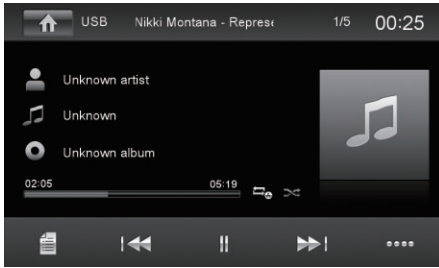 USB Nikki Montana - Represe 1/5 00:25
Unknown artist
Unknown
Unknown album
02:05 05:19